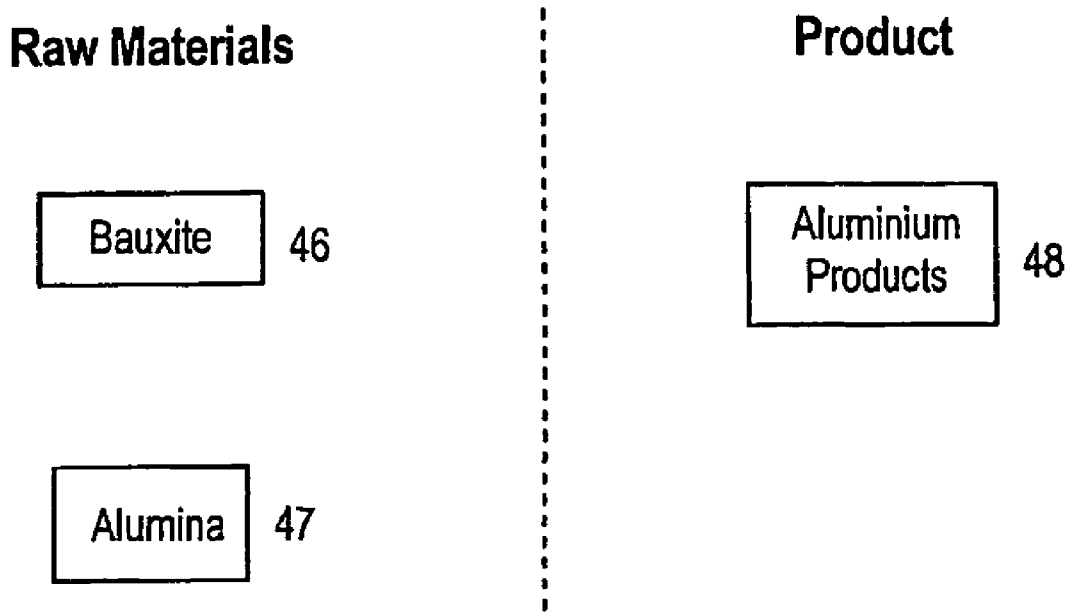 Raw Materials
Product
Bauxite 46
Aluminium
Products 48
Alumina 47